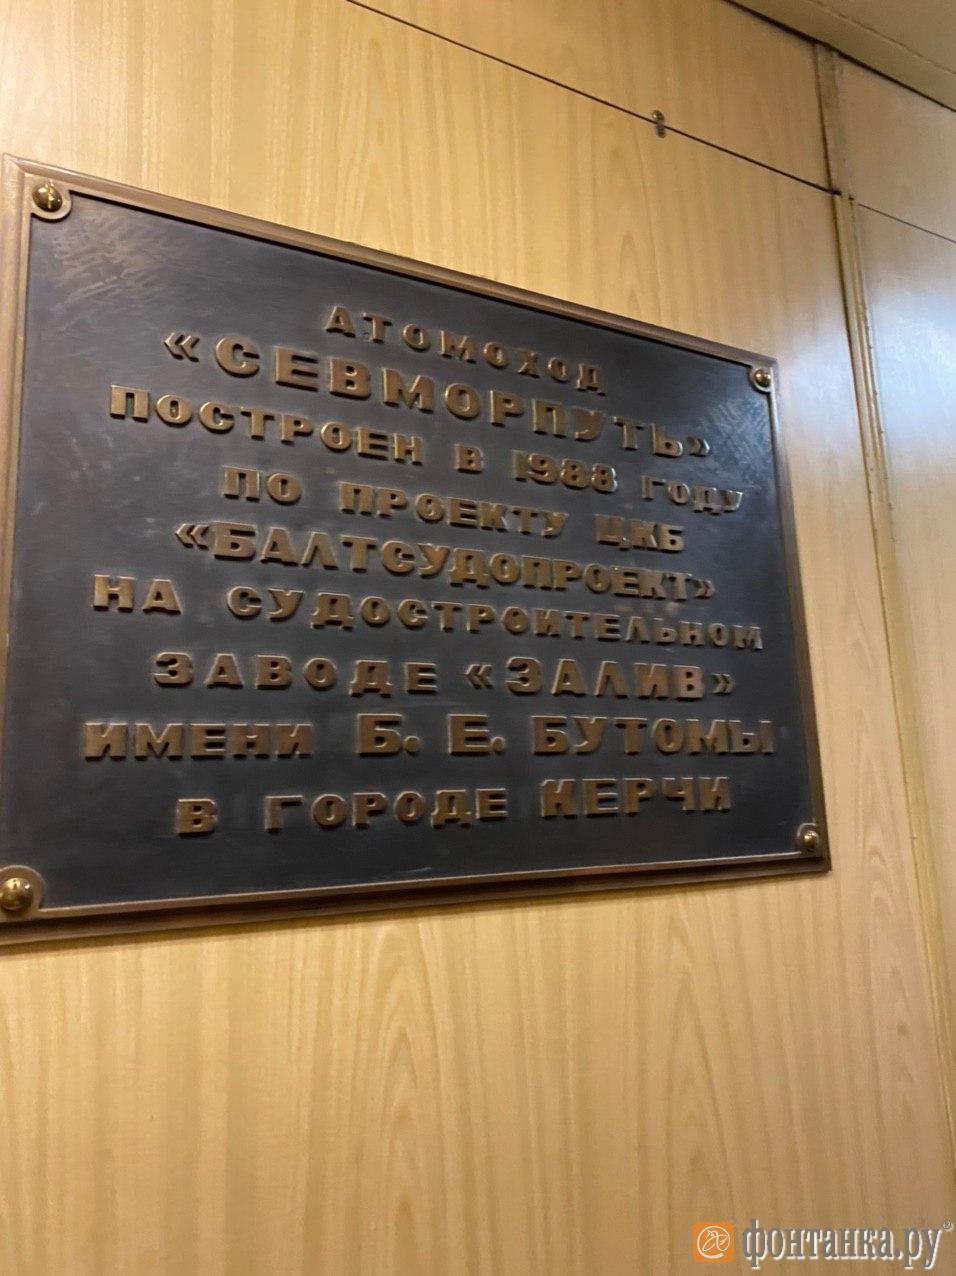 АТОМОХОД
«СЕВМОРПУТЬ»
ПОСТРОЕН В 1988 ГОДУ
ПО ПРОЕКТУ ЦКБ
«БАЛТСУДОПРОЕКТ»
НА СУДОСТРОИТЕЛЬНОМ
ЗАВОДЕ «ЗАЛИВ»
ИМЕНИ Б. Е. БУТОМЫ
В ГОРОДЕ КЕРЧИ
фонтанка.ру®